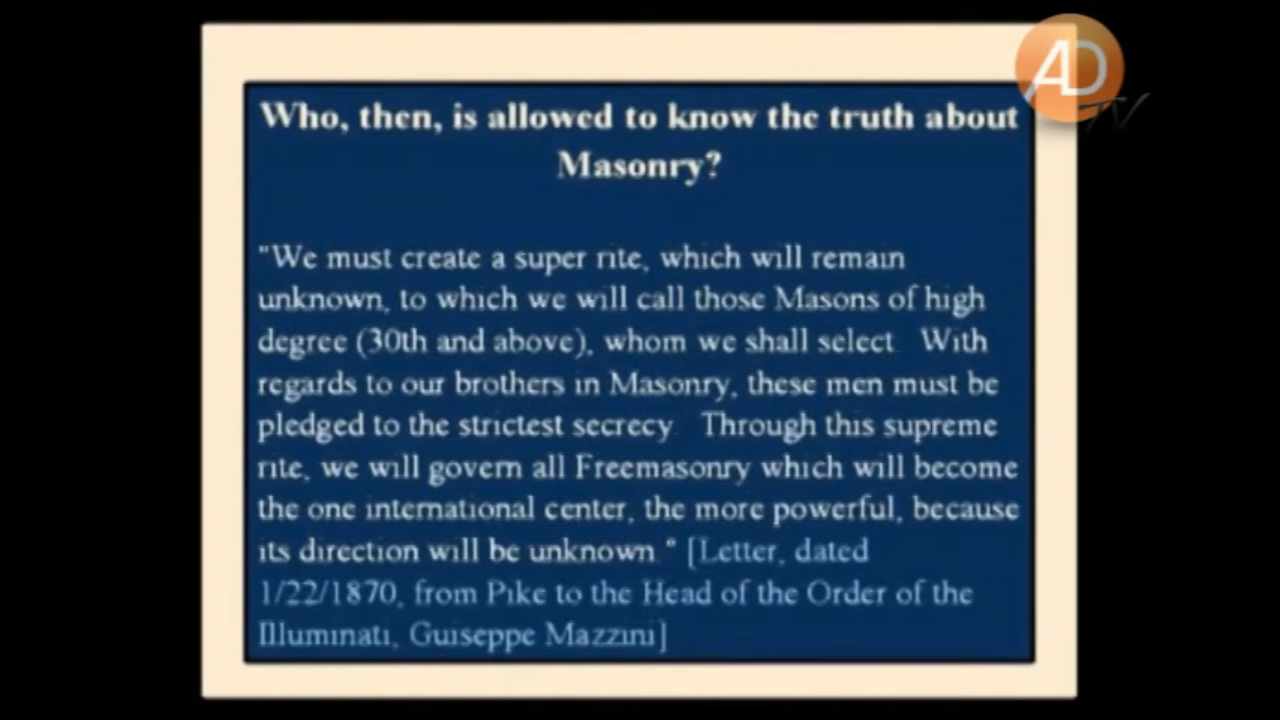 AD
TV
Who, then, is allowed to know the truth about
Masonry?
"We must create a super rite, which will remain
unknown, to which we will call those Masons of high
degree (30th and above), whom we shall select. With
regards to our brothers in Masonry, these men must be
pledged to the strictest secrecy. Through this supreme
rite, we will govern all Freemasonry which will become
the one international center, the more powerful, because
its direction will be unknown." [Letter, dated
1/22/1870, from Pike to the Head of the Order of the
Illuminati, Guiseppe Mazzini]